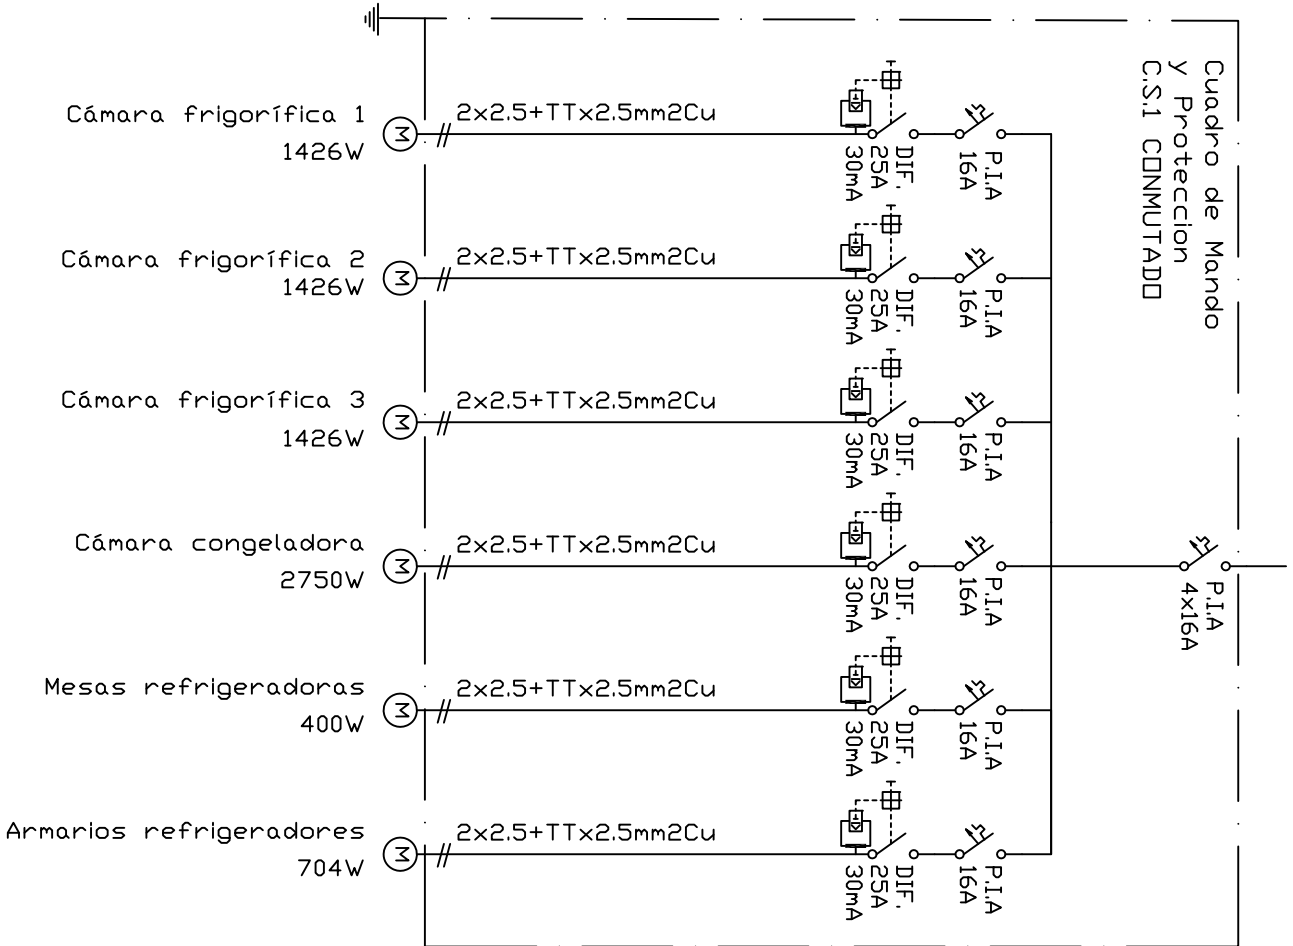 Cuadro de Mando
y Proteccion
C.S.1 CONMUTADO
Cámara frigorífica 1
1426W
M
2x2.5+TTx2.5mm2Cu
DIF.
25A
30mA
P.I.A
16A
Cámara frigorífica 2
1426W
M
2x2.5+TTx2.5mm2Cu
DIF.
25A
30mA
P.I.A
16A
Cámara frigorífica 3
1426W
M
2x2.5+TTx2.5mm2Cu
DIF.
25A
30mA
P.I.A
16A
Cámara congeladora
2750W
M
2x2.5+TTx2.5mm2Cu
DIF.
25A
30mA
P.I.A
16A
P.I.A
4x16A
Mesas refrigeradoras
400W
M
2x2.5+TTx2.5mm2Cu
DIF.
25A
30mA
P.I.A
16A
Armarios refrigeradores
704W
M
2x2.5+TTx2.5mm2Cu
DIF.
25A
30mA
P.I.A
16A